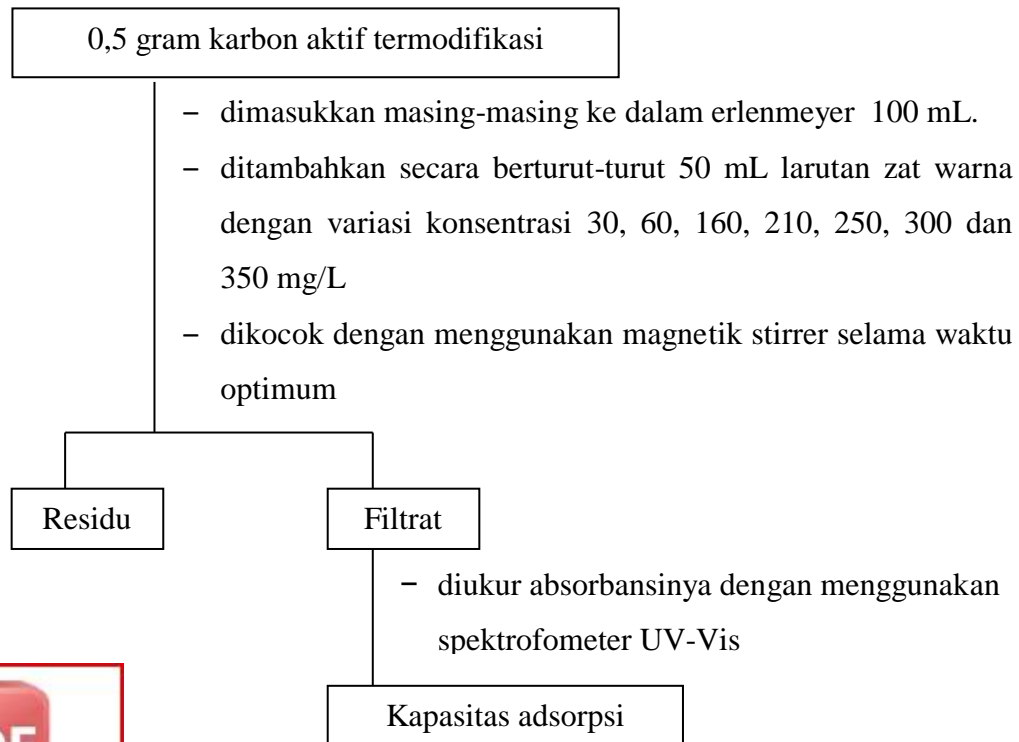 0,5 gram karbon aktif termodifikasi
− dimasukkan masing-masing ke dalam erlenmeyer 100 mL.
− ditambahkan secara berturut-turut 50 mL larutan zat warna
dengan variasi konsentrasi 30, 60, 160, 210, 250, 300 dan
350 mg/L
− dikocok dengan menggunakan magnetik stirrer selama waktu
optimum
Residu
Filtrat
− diukur absorbansinya dengan menggunakan
spektrofometer UV-Vis
Kapasitas adsorpsi